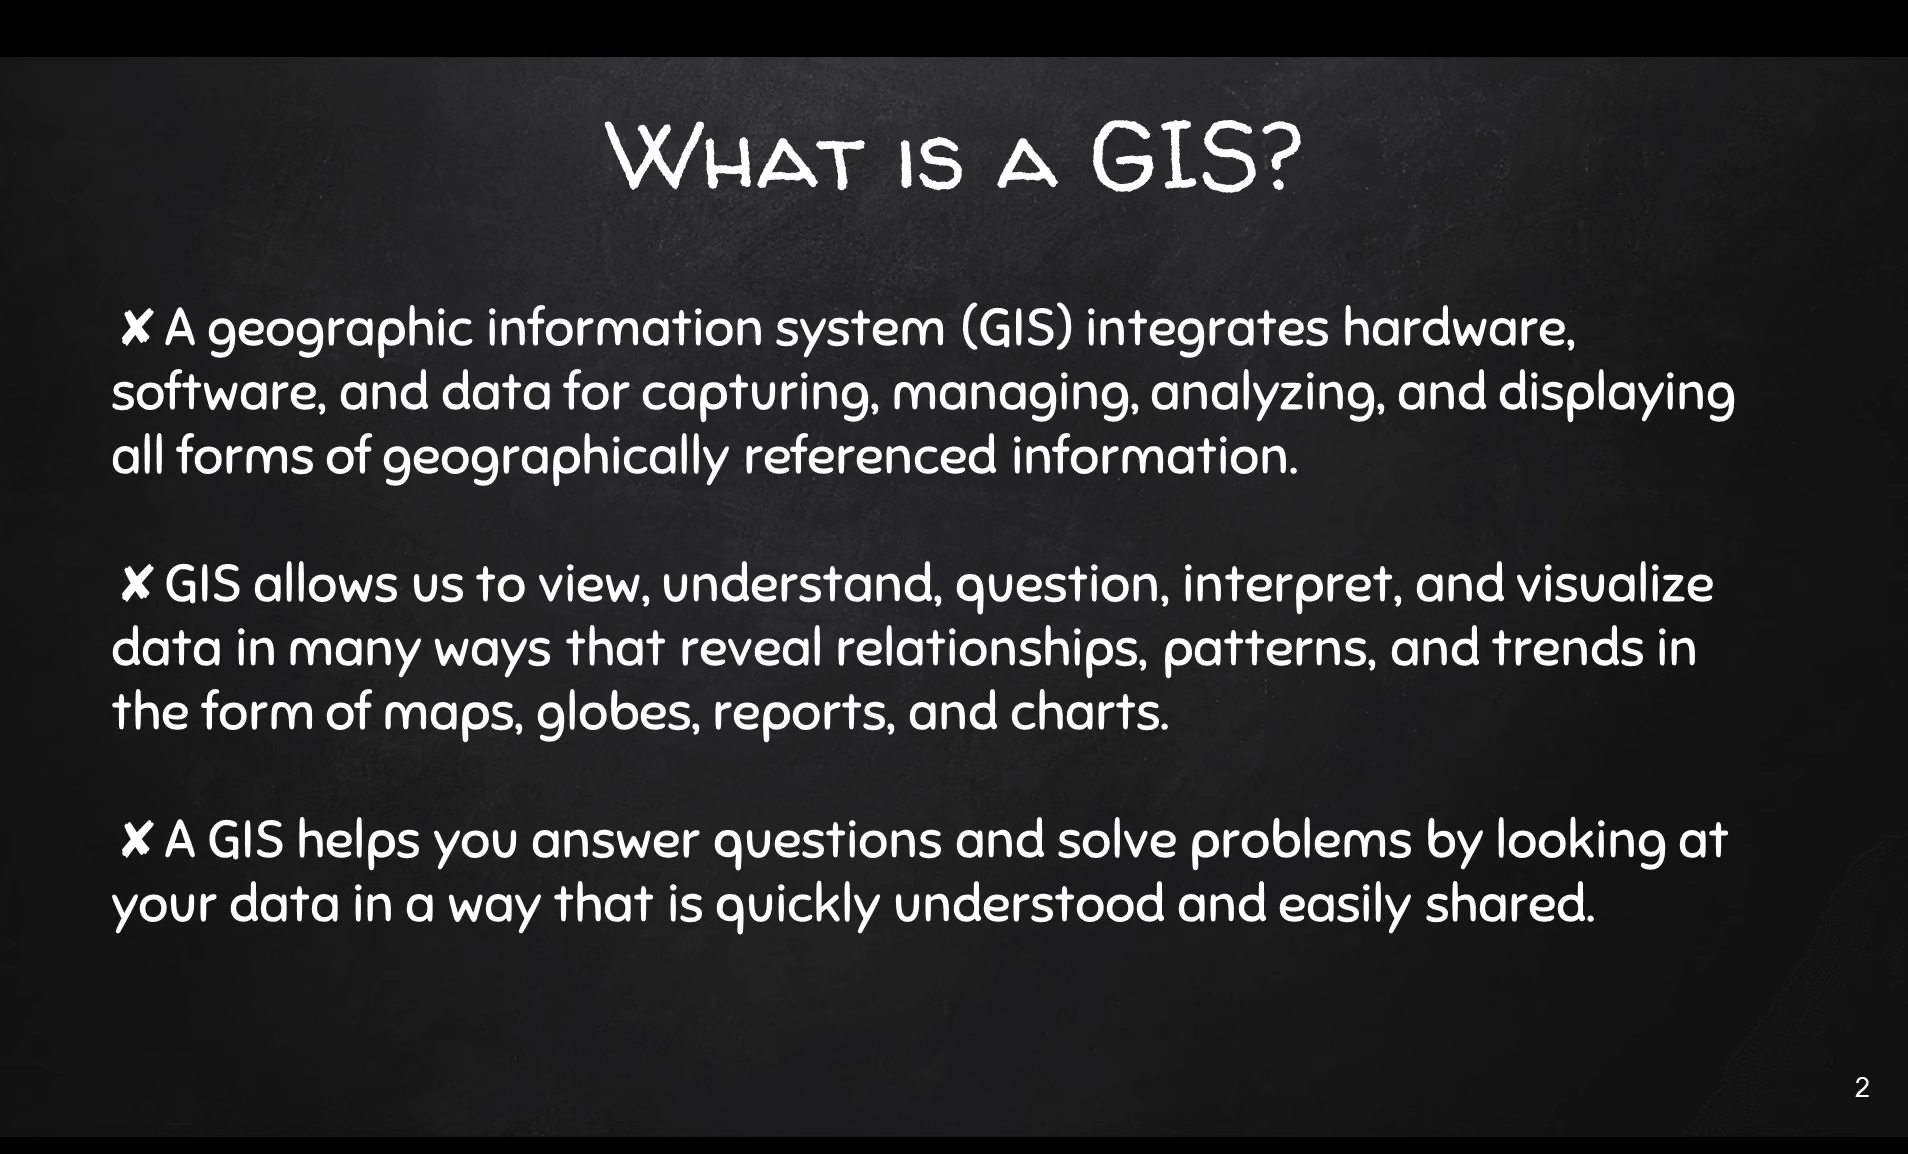 What is a GIS?
✘ A geographic information system (GIS) integrates hardware,
software, and data for capturing, managing, analyzing, and displaying
all forms of geographically referenced information.
✘ GIS allows us to view, understand, question, interpret, and visualize
data in many ways that reveal relationships, patterns, and trends in
the form of maps, globes, reports, and charts.
✘ A GIS helps you answer questions and solve problems by looking at
your data in a way that is quickly understood and easily shared.
2